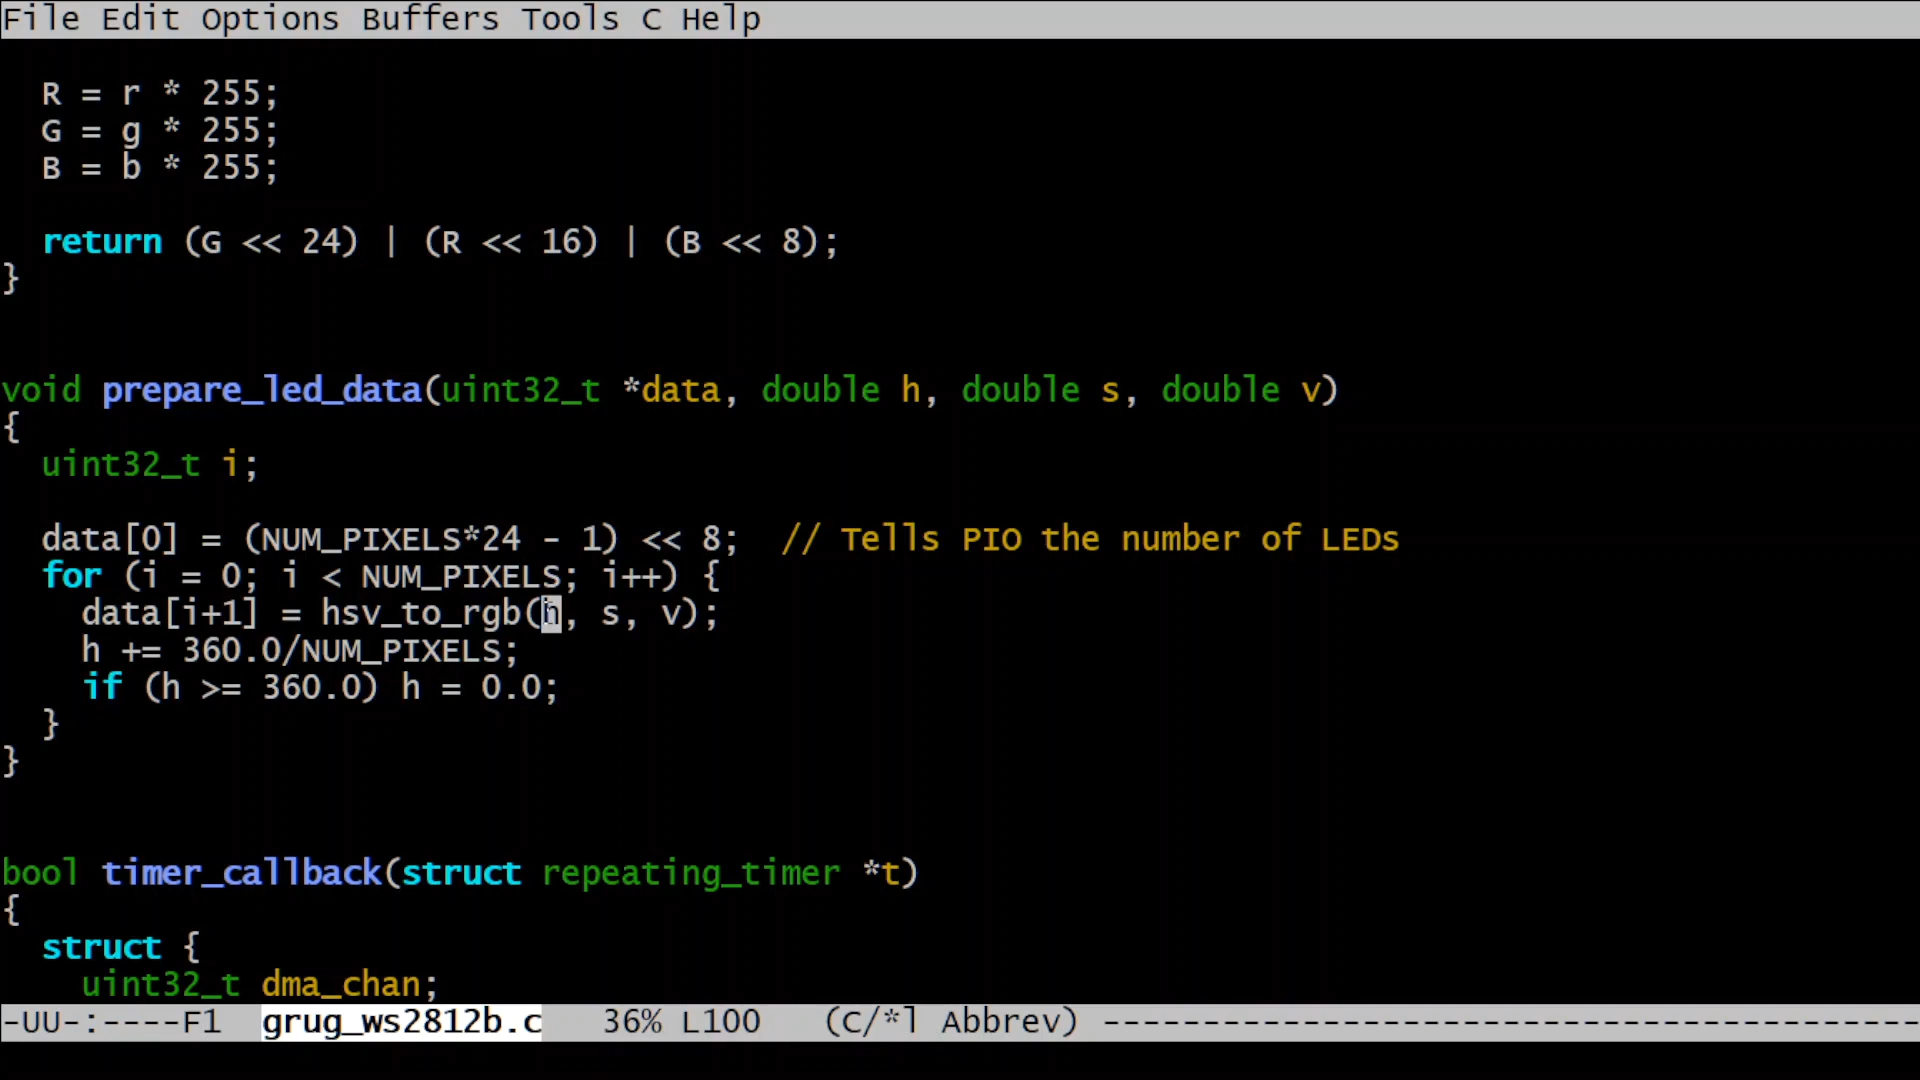 File Edit Options Buffers Tools C Help
R = r * 255;
G = g * 255;
B = b * 255;
return (G << 24) | (R << 16) | (B << 8);
}
void prepare_led_data(uint32_t *data, double h, double s, double v)
{
uint32_t i;
data[0] = (NUM_PIXELS*24 - 1) << 8;  // Tells PIO the number of LEDs
for (i = 0; i < NUM_PIXELS; i++) {
data[i+1] = hsv_to_rgb(h, s, v);
h += 360.0/NUM_PIXELS;
if (h >= 360.0) h = 0.0;
}
}
bool timer_callback(struct repeating_timer *t)
{
struct {
uint32_t dma_chan;
-UU-:----F1  grug_ws2812b.c   36% L100   (C/*l Abbrev) -----------------------------------------